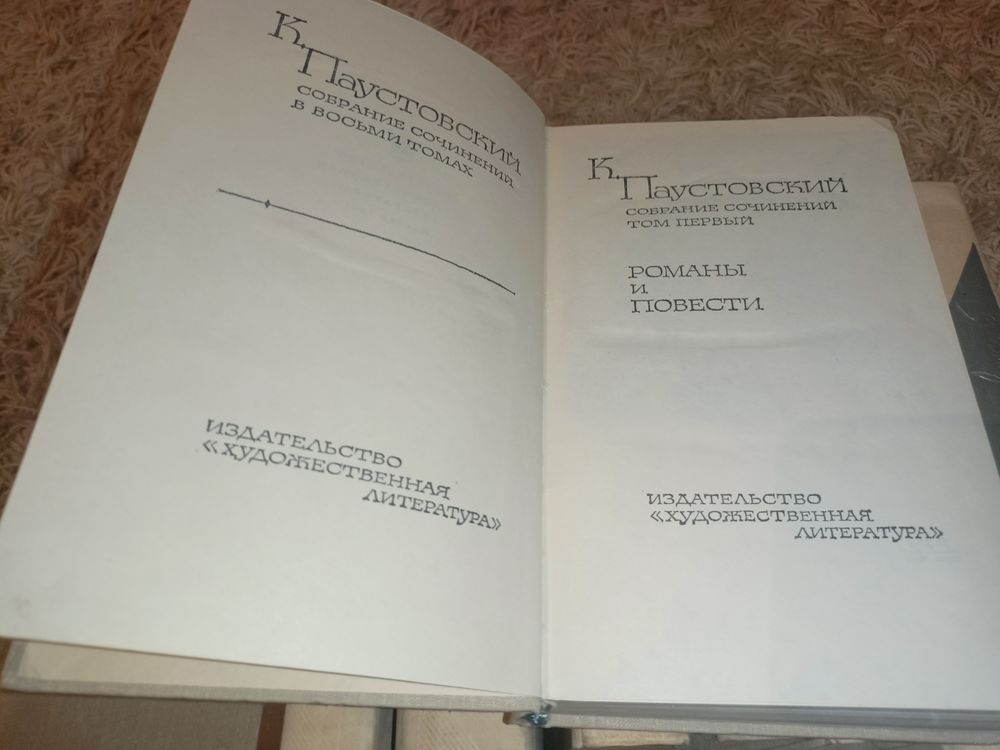 К.
Паустовский
СОБРАНИЕ СОЧИНЕНИЙ
В ВОСЬМИ ТОМАХ
ИЗДАТЕЛЬСТВО
«ХУДОЖЕСТВЕННАЯ
ЛИТЕРАТУРА»
К.
Паустовский
СОБРАНИЕ СОЧИНЕНИЙ
ТОМ ПЕРВЫЙ
РОМАНЫ
И
ПОВЕСТИ
ИЗДАТЕЛЬСТВО
«ХУДОЖЕСТВЕННАЯ
ЛИТЕРАТУРА»